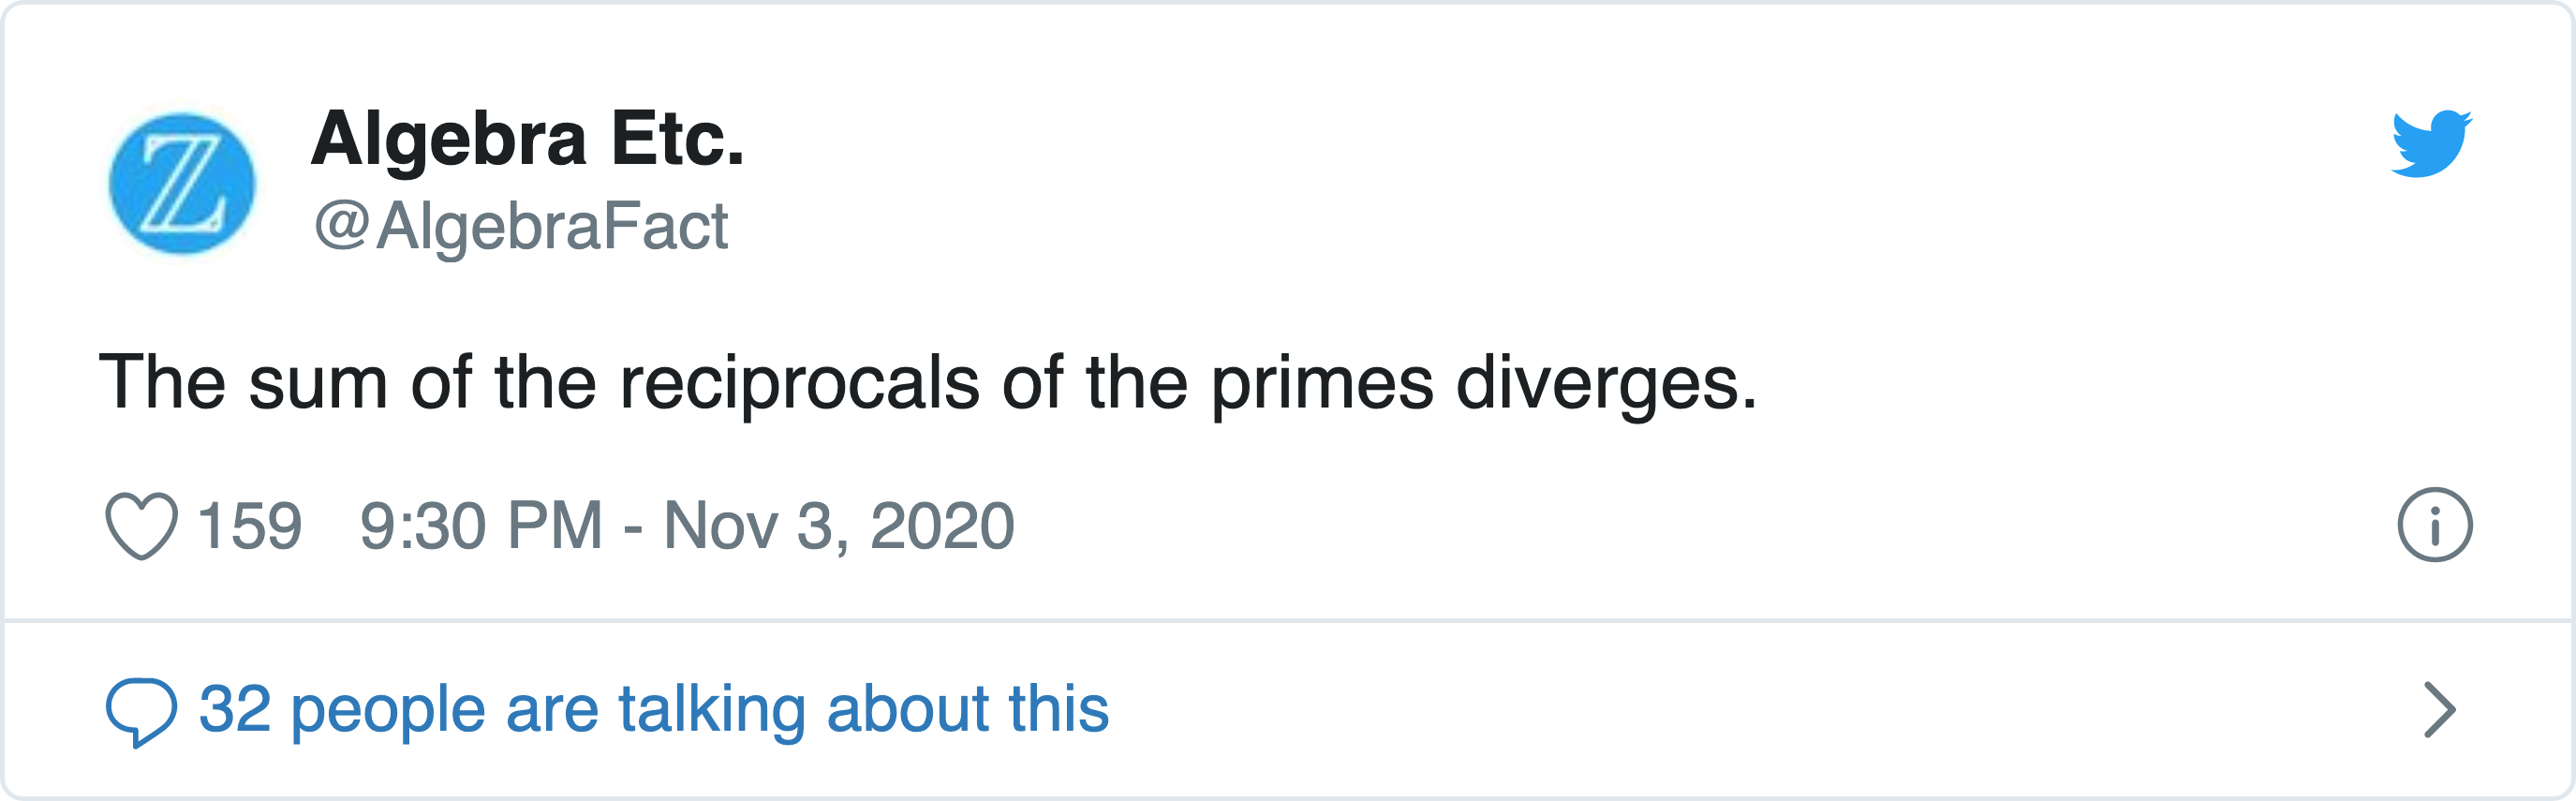 ℤ
Algebra Etc.
@AlgebraFact
The sum of the reciprocals of the primes diverges.
159 9:30 PM - Nov 3, 2020
32 people are talking about this